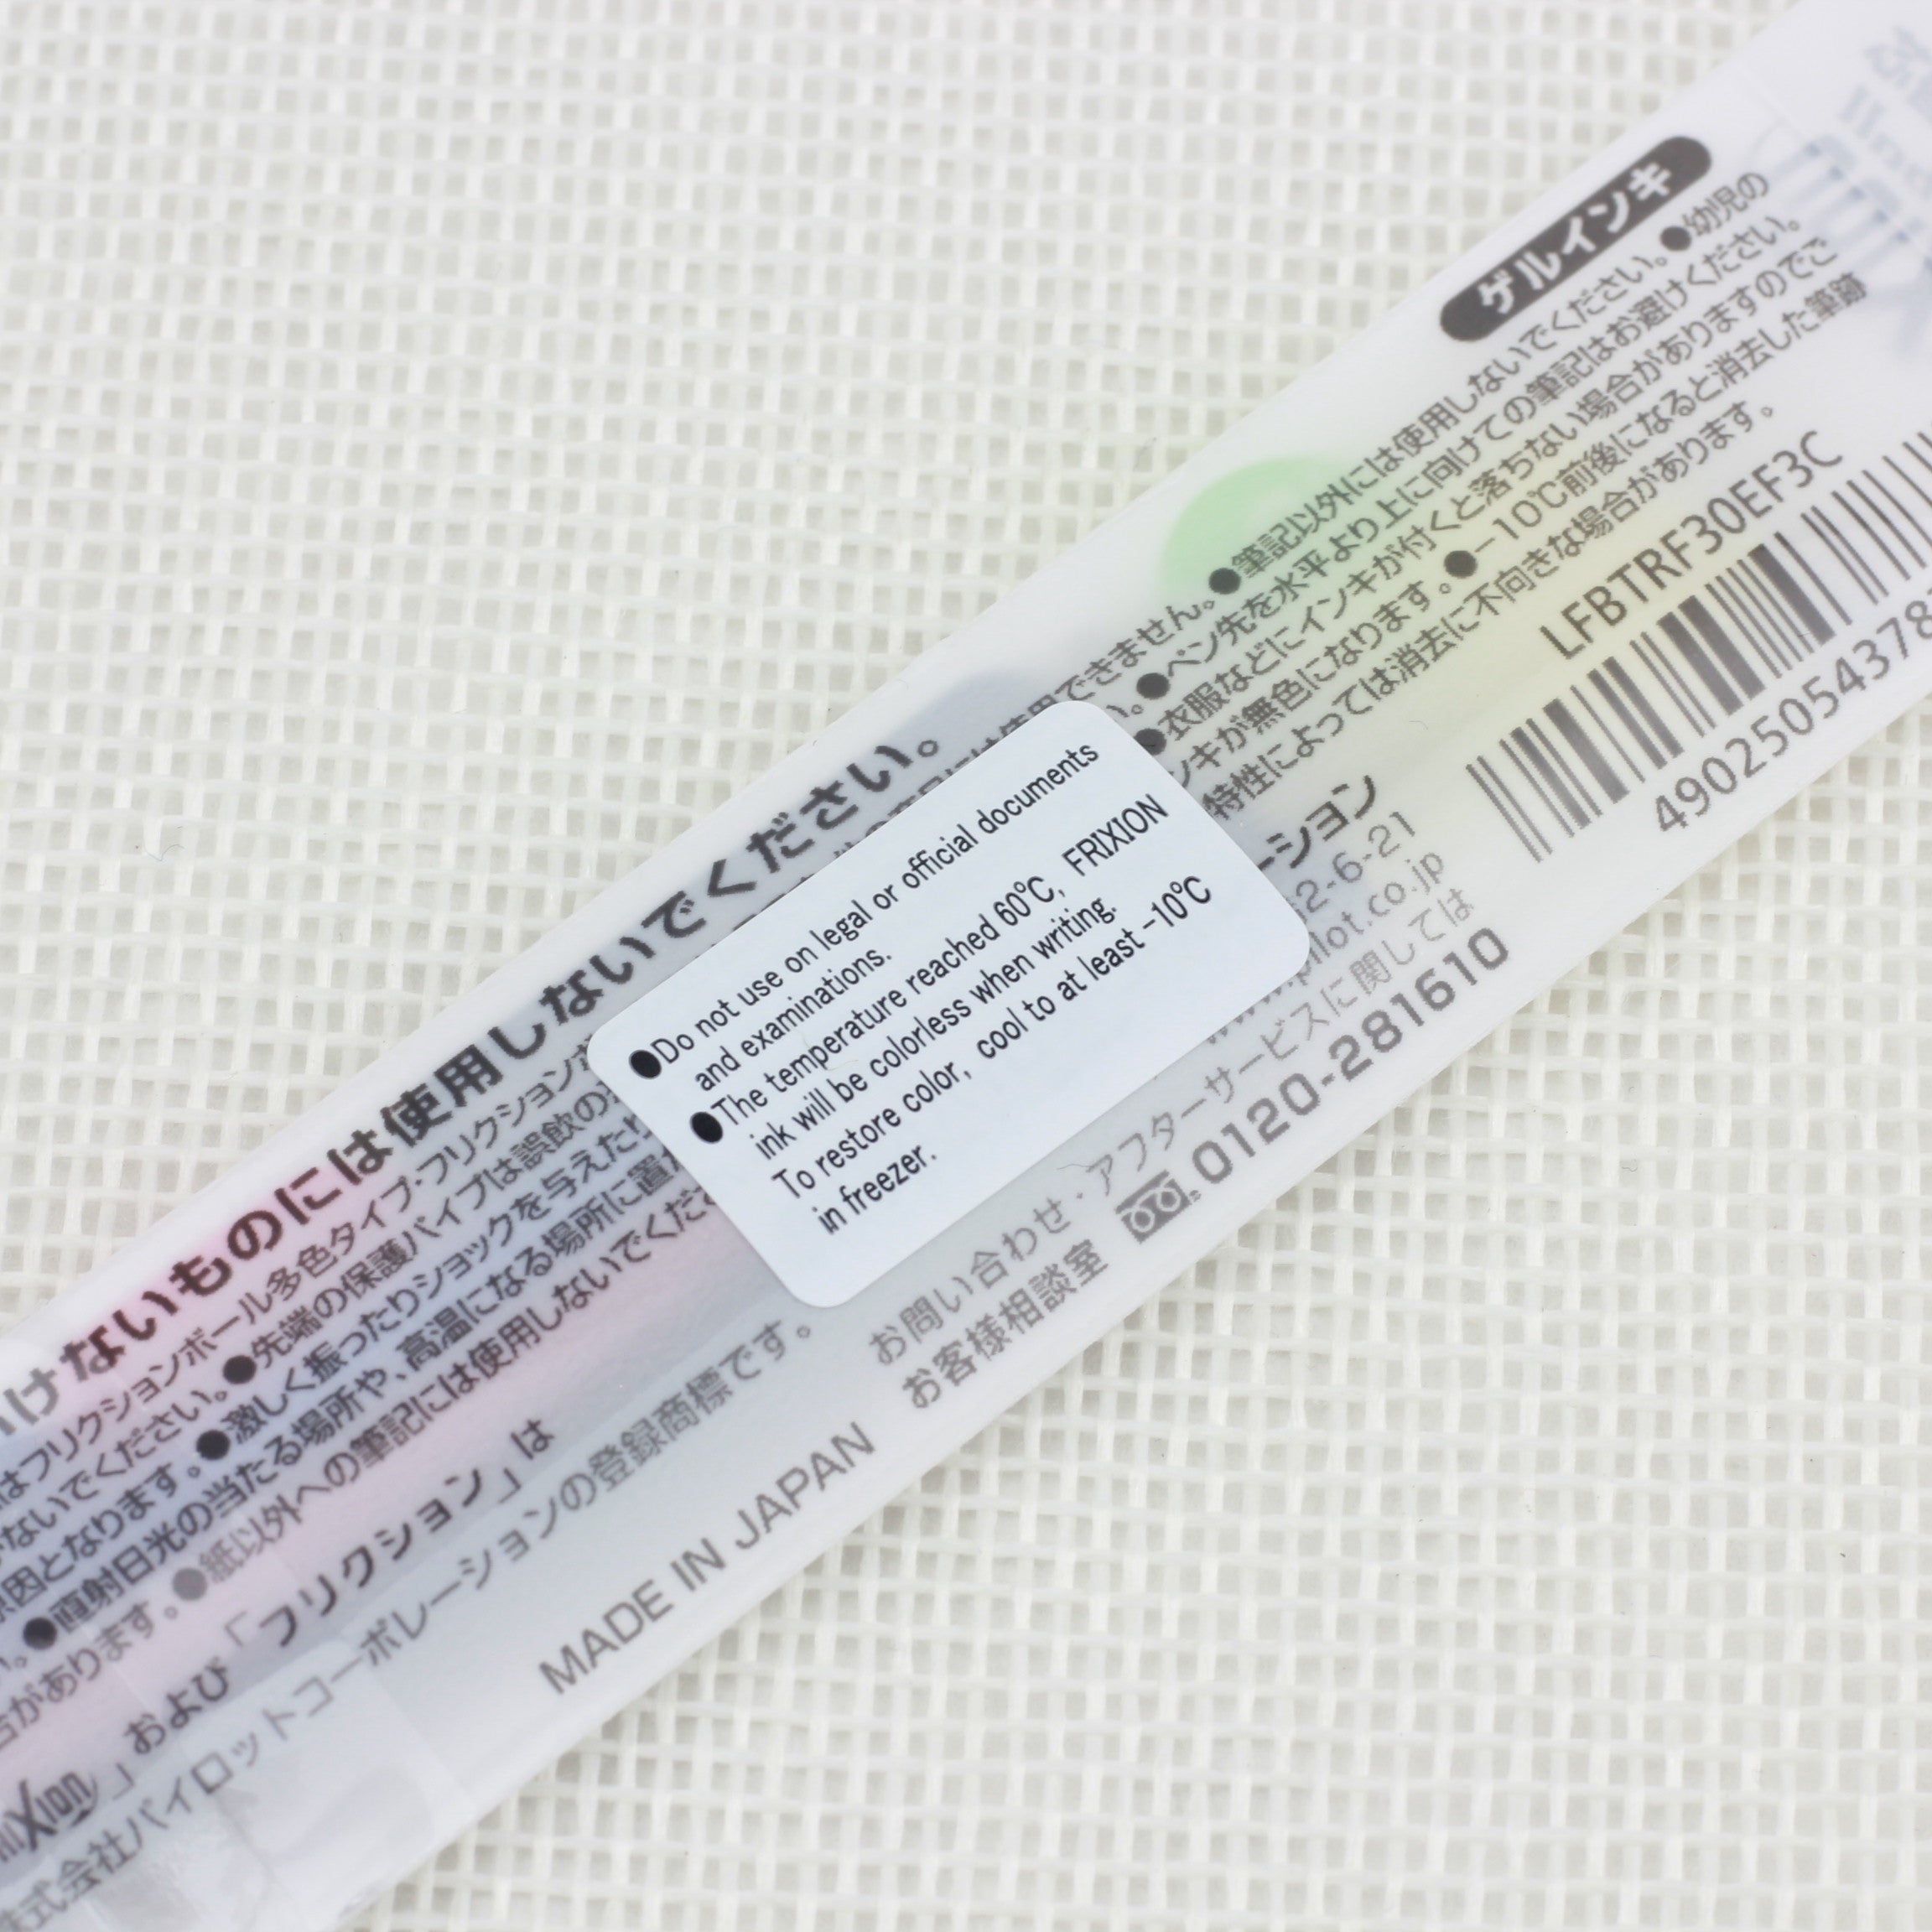 ゲルインキ
けないものには使用しないでください。
はフリクションボール多色タイプ・フリクションボ
は使用できません。●筆記以外には使用しないでください。●幼児の
ないでください。●先端の保護パイプは誤飲の
い。●ペン先を水平より上に向けての筆記はお避けください。
原因となります。●激しく振ったりショックを与えたり
●衣服などにインキが付くと落ちない場合がありますのでご
い。●直射日光の当たる場所や、高温になる場所に置か
ンキが無色になります。●−10℃前後になると消去した筆跡
合があります。●紙以外への筆記には使用しないでくださ
特性によっては消去に不向きな場合があります。
●Do not use on legal or official documents
and examinations.
●The temperature reached 60℃, FRIXION
ink will be colorless when writing.
To restore color, cool to at least −10℃
in freezer.
LFBTRF30EF3C
49025054378
」および「フリクション」は
株式会社パイロットコーポレーションの登録商標です。
MADE IN JAPAN
ーション
2-6-21
pilot.co.jp
お問い合わせ・アフターサービスに関しては
お客様相談室 0120-281610